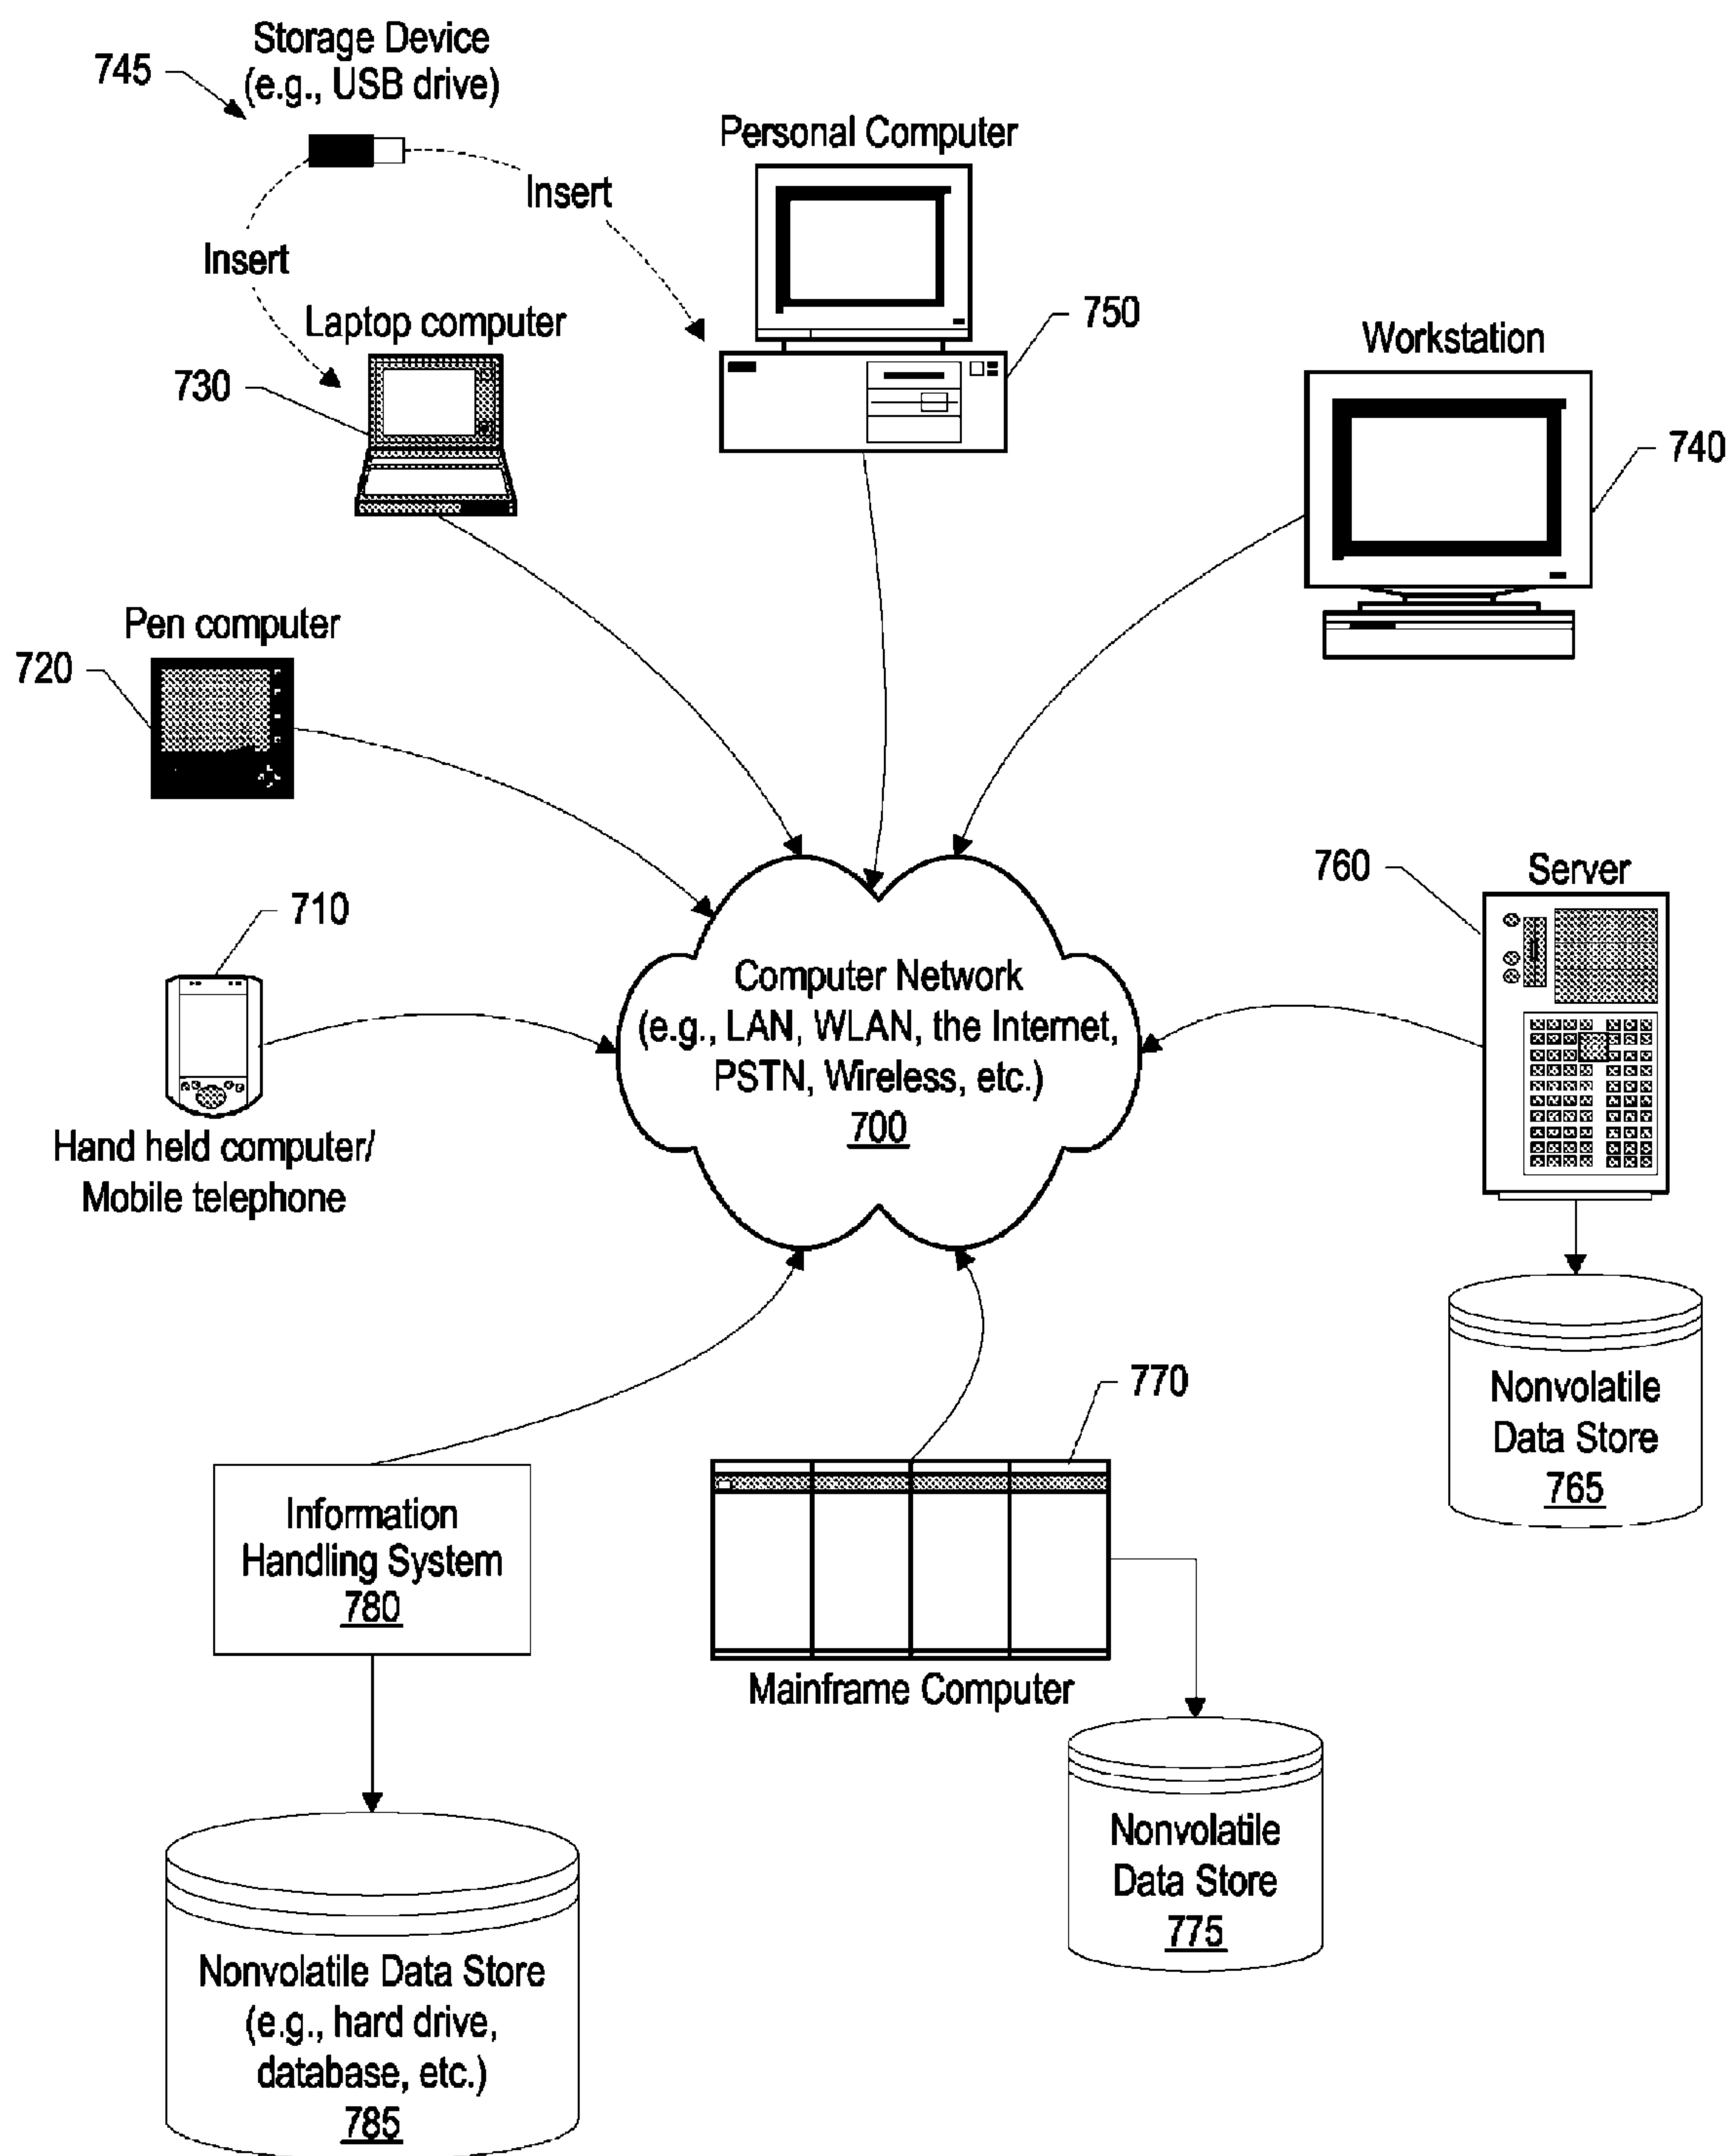 Storage Device
(e.g., USB drive)
745
Personal Computer
Insert
Insert
750
Laptop computer
730
Workstation
740
Pen computer
720
760
Server
710
Computer Network
(e.g., LAN, WLAN, the Internet,
PSTN, Wireless, etc.)
700
Hand held computer/
Mobile telephone
770
Nonvolatile
Data Store
765
Information
Handling System
780
Mainframe Computer
Nonvolatile
Data Store
775
Nonvolatile Data Store
(e.g., hard drive,
database, etc.)
785